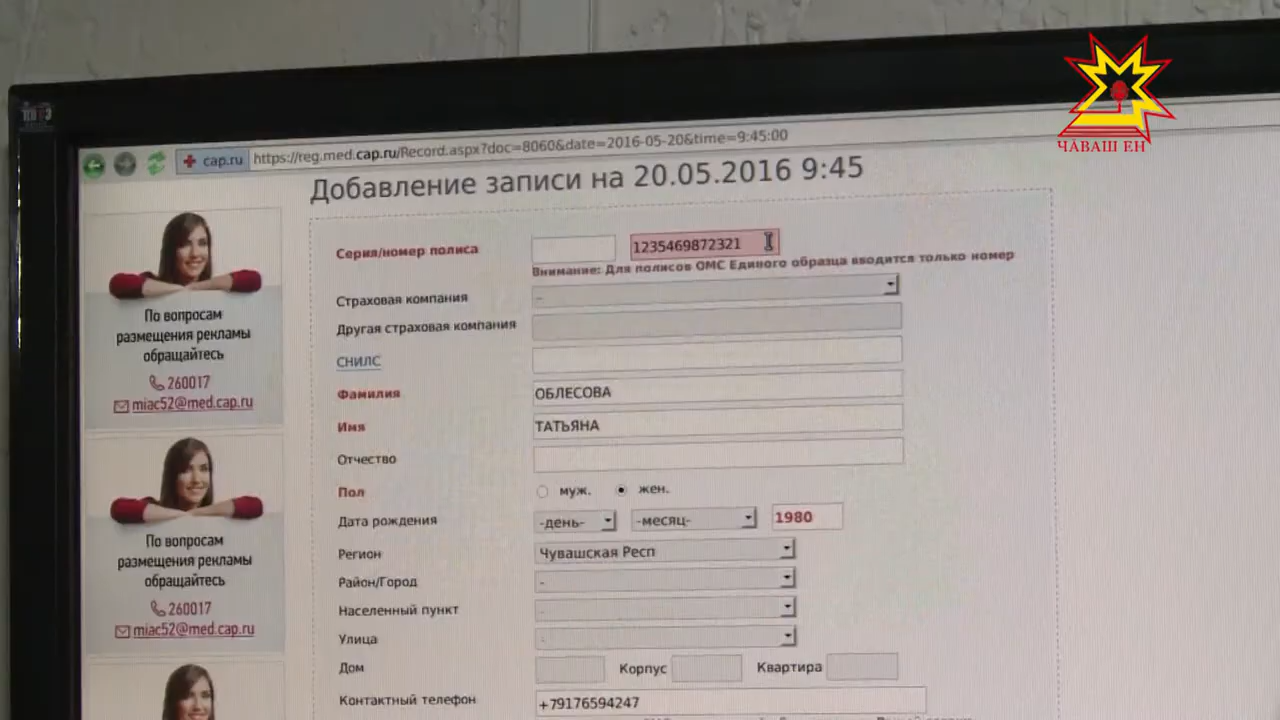 ЧӐВАШ ЕН
cap.ru https://reg.med.cap.ru/Record.aspx?doc=8060&date=2016-05-20&time=9:45:00
Добавление записи на 20.05.2016 9:45
Серия/номер полиса 1235469872321
Внимание: Для полисов ОМС Единого образца вводится только номер
Страховая компания -
Другая страховая компания
СНИЛС
Фамилия ОБЛЕСОВА
Имя ТАТЬЯНА
Отчество
Пол муж. жен.
Дата рождения -день- -месяц- 1980
Регион Чувашская Респ
Район/Город -
Населенный пункт -
Улица -
Дом Корпус Квартира
Контактный телефон +79176594247
По вопросам
размещения рекламы
обращайтесь
260017
miac52@med.cap.ru
По вопросам
размещения рекламы
обращайтесь
260017
miac52@med.cap.ru